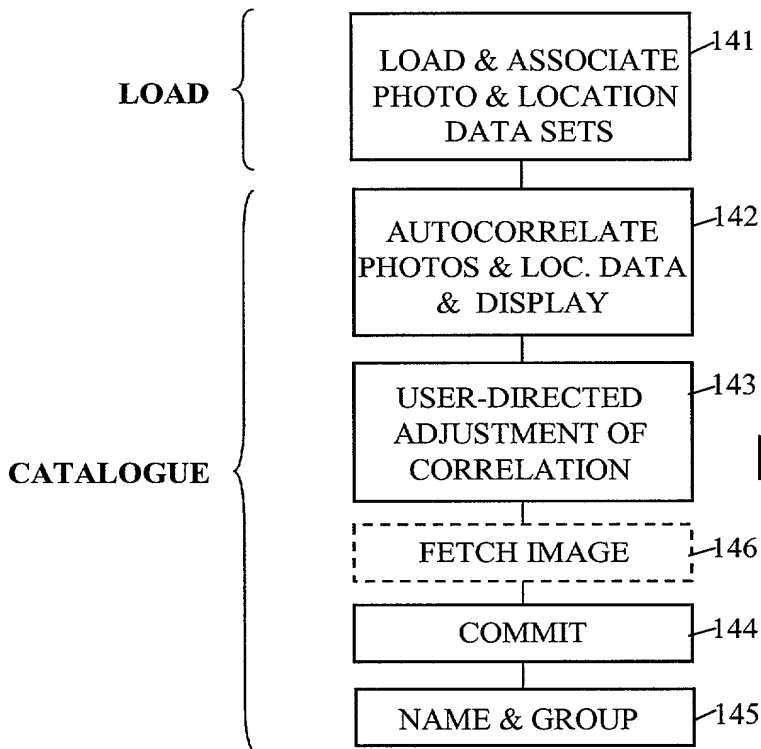 141
LOAD & ASSOCIATE
PHOTO & LOCATION
DATA SETS
LOAD
142
AUTOCORRELATE
PHOTOS & LOC. DATA
& DISPLAY
143
USER-DIRECTED
ADJUSTMENT OF
CORRELATION
CATALOGUE
FETCH IMAGE
146
COMMIT
144
NAME & GROUP
145